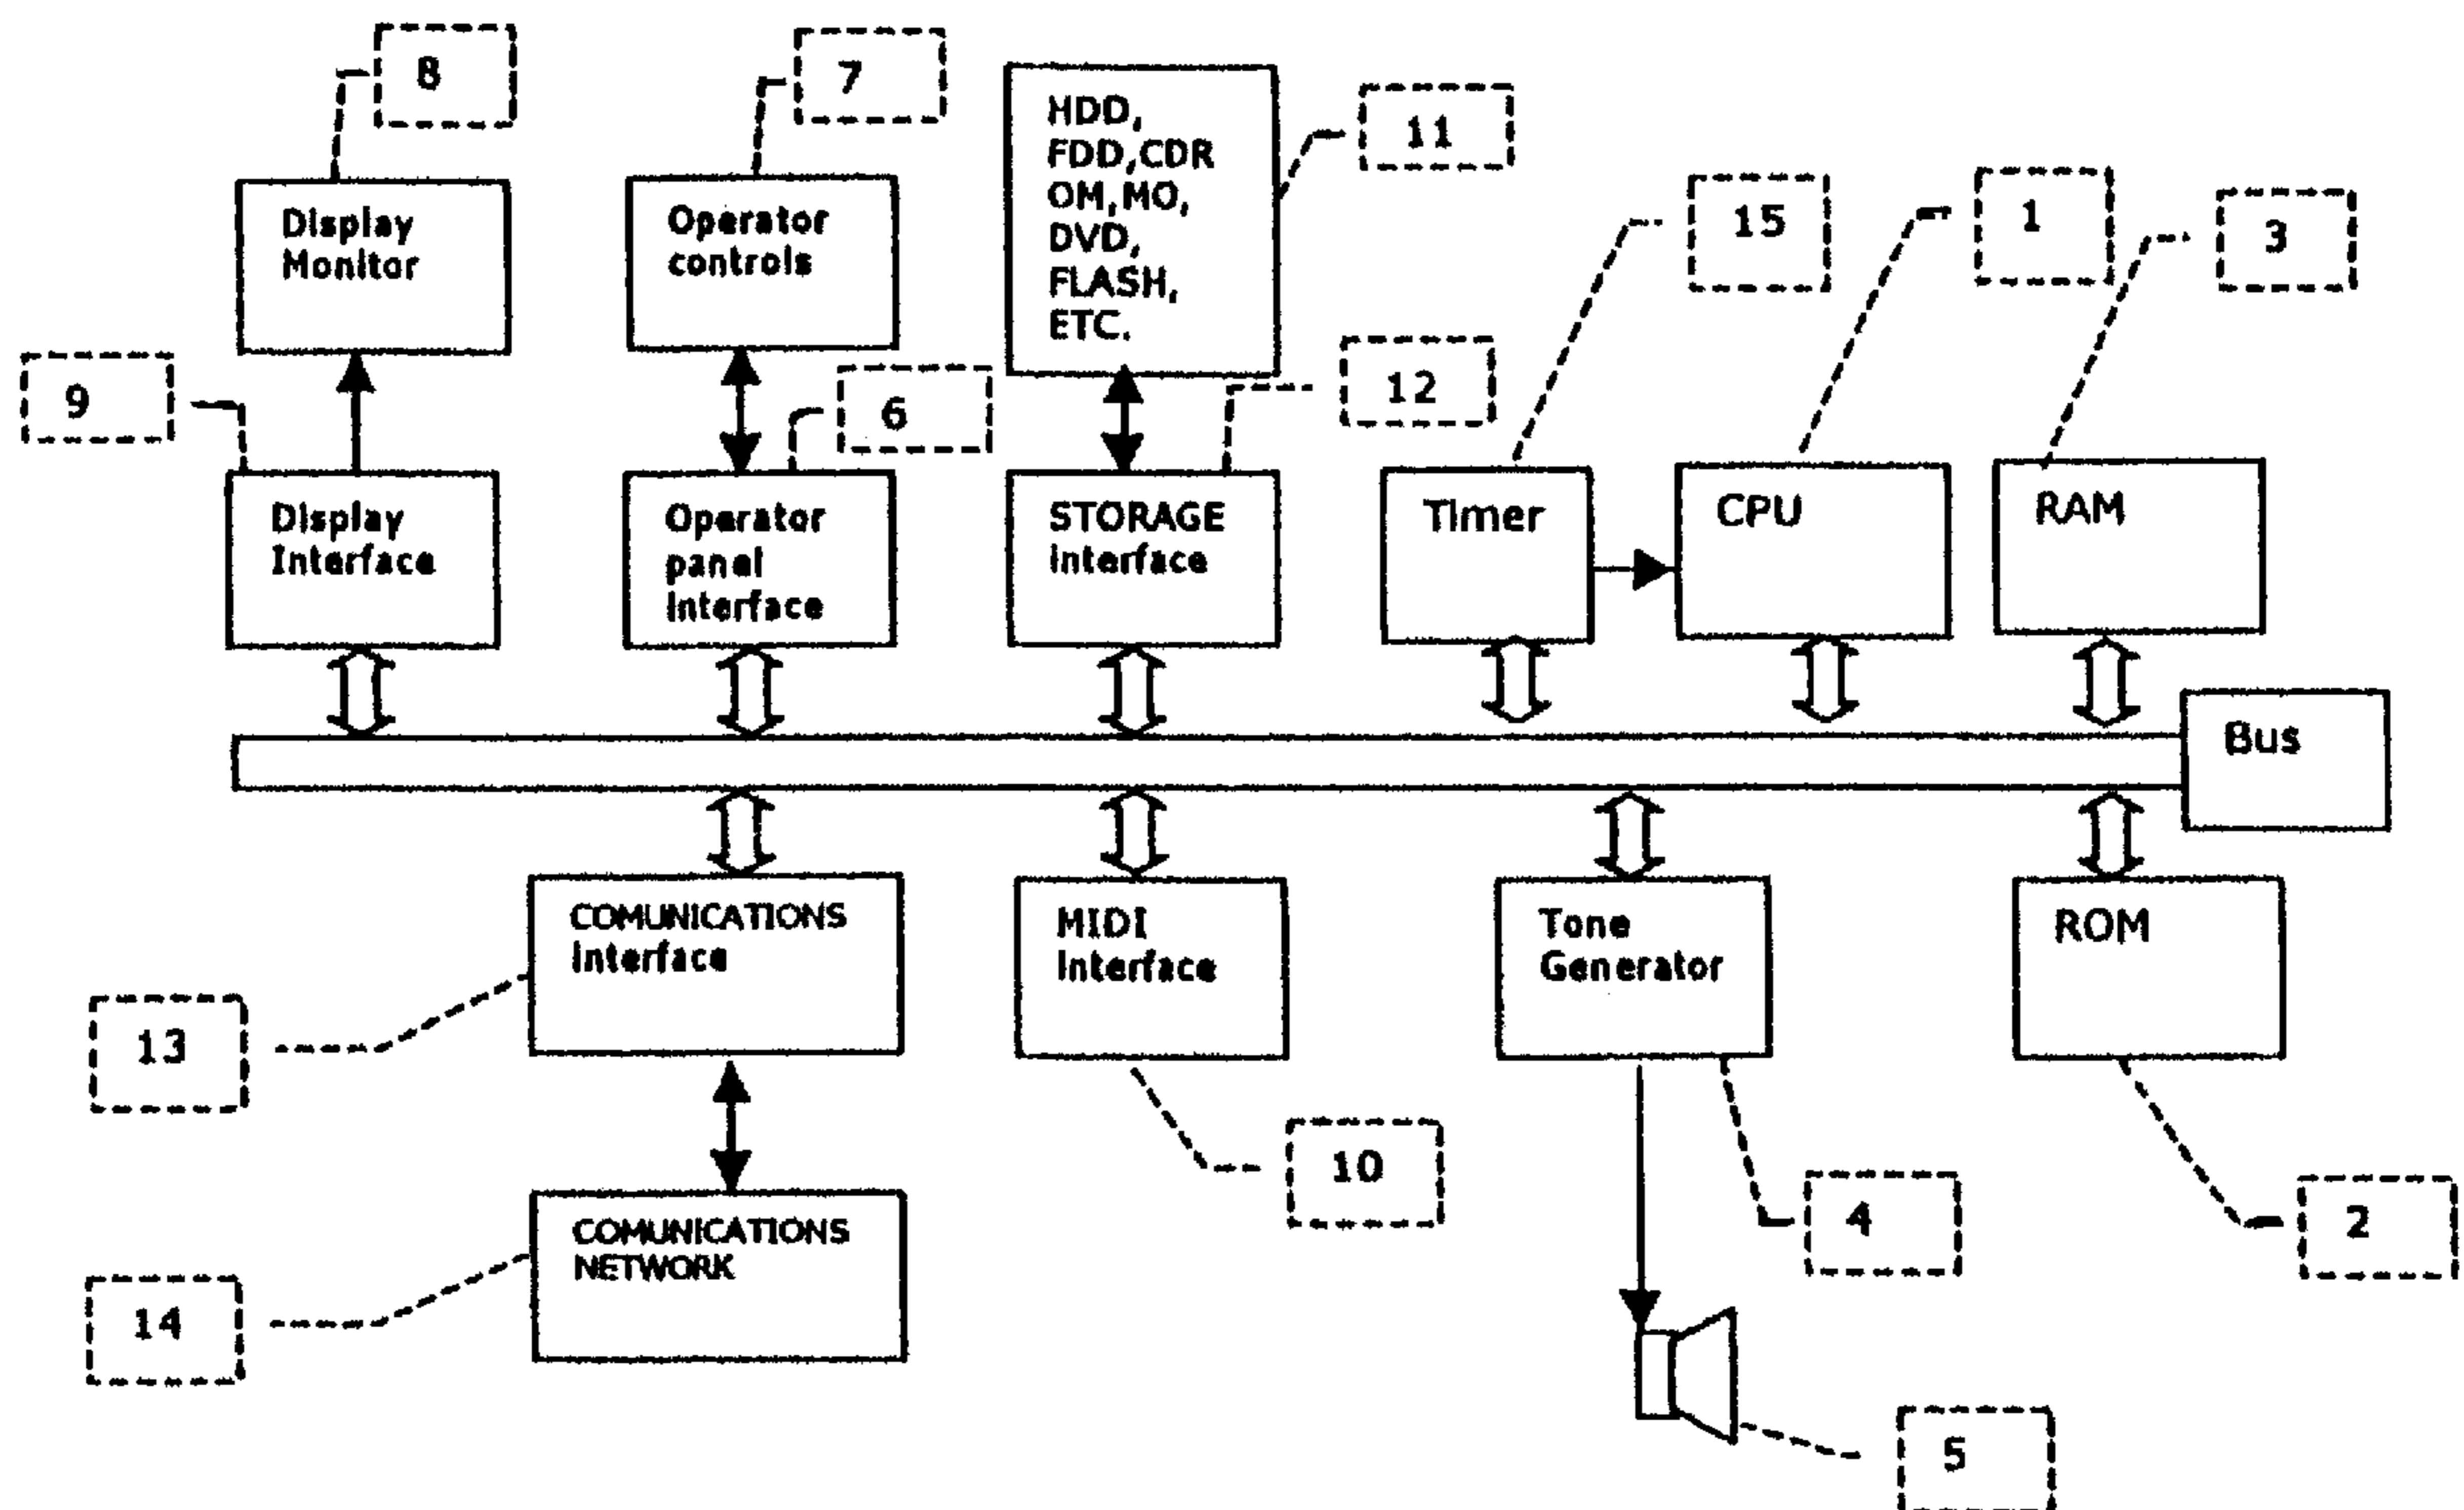 8
7
HDD,
FDD,CDR
OM,MO,
DVD,
FLASH,
ETC.
11
15
1
3
Display
Monitor
Operator
controls
9
6
12
Display
Interface
Operator
panel
Interface
STORAGE
Interface
Timer
CPU
RAM
Bus
COMUNICATIONS
Interface
MIDI
Interface
Tone
Generator
ROM
13
10
4
2
COMUNICATIONS
NETWORK
14
5